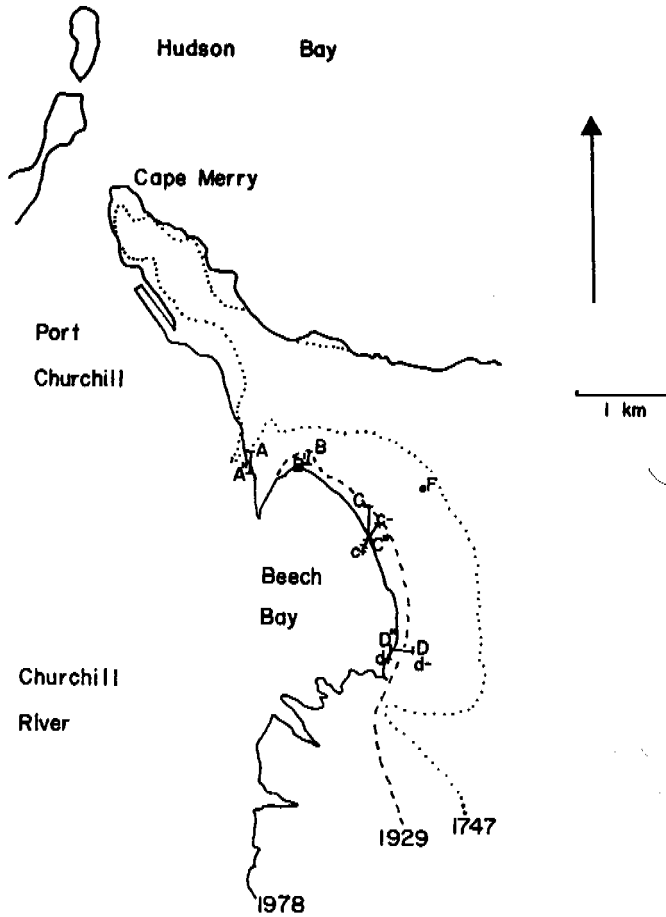 Hudson Bay
Cape Merry
Port
Churchill
1 km
A
A'
B
B'
F
C
c-
C"
c+
Beech
Bay
D"
D
d-
Churchill
River
1747
1929
1978